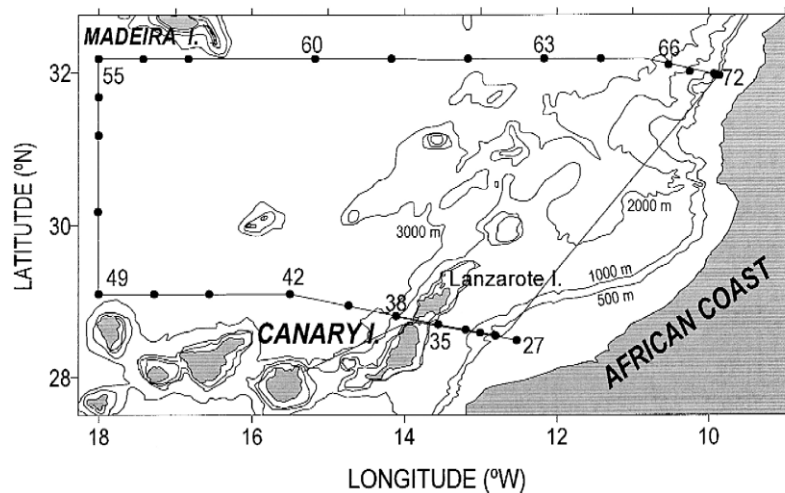 MADEIRA I.
60
63
66
55
72
32
2000 m
30
3000 m
LATITUTDE (ºN)
49
42
Lanzarote I.
1000 m
500 m
38
CANARY I.
35
27
AFRICAN COAST
28
18
16
14
12
10
LONGITUDE (ºW)